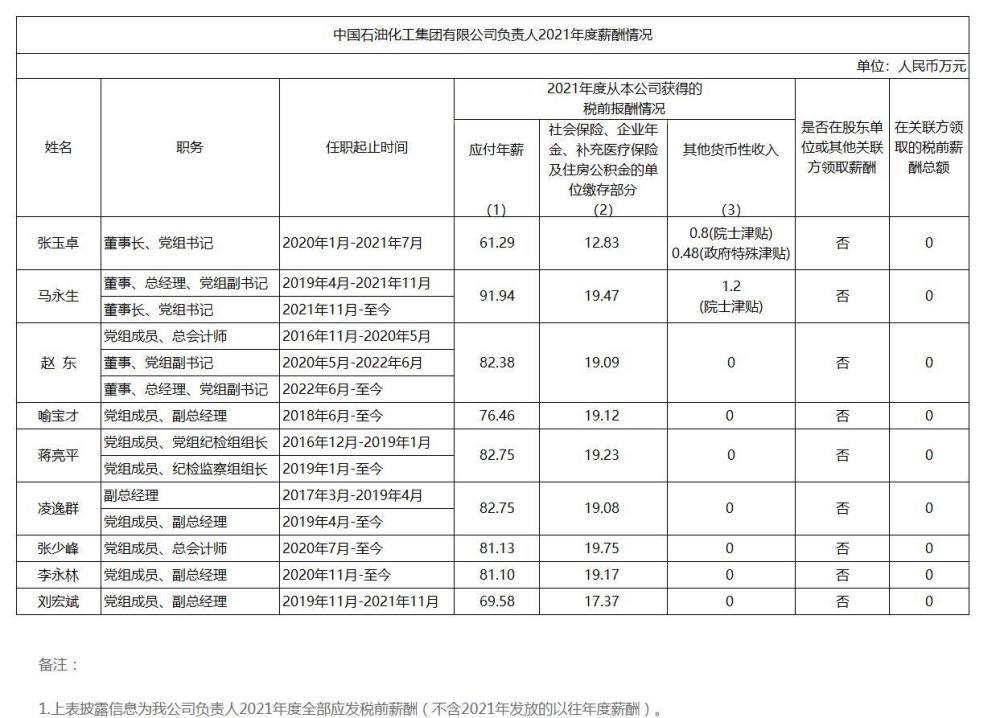 中国石油化工集团有限公司负责人2021年度薪酬情况
单位：人民币万元
姓名 职务 任职起止时间 2021年度从本公司获得的
税前报酬情况
是否在股东单
位或其他关联
方领取薪酬
在关联方领
取的税前薪
酬总额
应付年薪
（1）
社会保险、企业年
金、补充医疗保险
及住房公积金的单
位缴存部分
（2）
其他货币性收入
（3）
张玉卓 董事长、党组书记 2020年1月-2021年7月 61.29 12.83 0.8(院士津贴)
0.48(政府特殊津贴) 否 0
马永生 董事、总经理、党组副书记 2019年4月-2021年11月 91.94 19.47 1.2
(院士津贴) 否 0
董事长、党组书记 2021年11月-至今
赵 东 党组成员、总会计师 2016年11月-2020年5月
董事、党组副书记 2020年5月-2022年6月 82.38 19.09 0 否 0
董事、总经理、党组副书记 2022年6月-至今
喻宝才 党组成员、副总经理 2018年6月-至今 76.46 19.12 0 否 0
蒋亮平 党组成员、党组纪检组组长 2016年12月-2019年1月 82.75 19.23 0 否 0
党组成员、纪检监察组组长 2019年1月-至今
凌逸群 副总经理 2017年3月-2019年4月 82.75 19.08 0 否 0
党组成员、副总经理 2019年4月-至今
张少峰 党组成员、总会计师 2020年7月-至今 81.13 19.75 0 否 0
李永林 党组成员、副总经理 2020年11月-至今 81.10 19.17 0 否 0
刘宏斌 党组成员、副总经理 2019年11月-2021年11月 69.58 17.37 0 否 0
备注：
1.上表披露信息为我公司负责人2021年度全部应发税前薪酬（不含2021年发放的以往年度薪酬）。